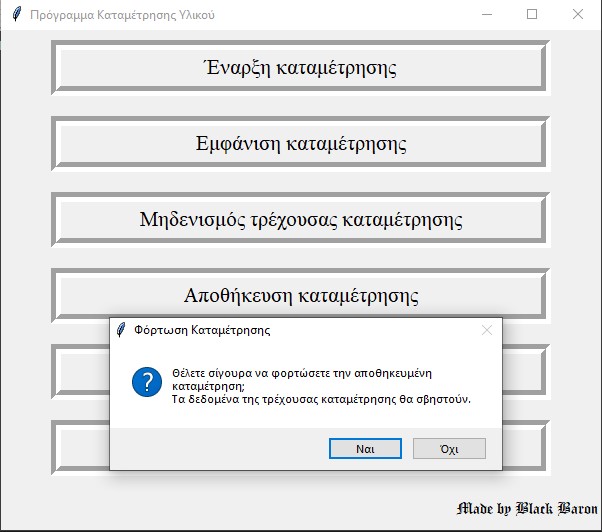 Πρόγραμμα Καταμέτρησης Υλικού
Έναρξη καταμέτρησης
Εμφάνιση καταμέτρησης
Μηδενισμός τρέχουσας καταμέτρησης
Αποθήκευση καταμέτρησης
Φόρτωση Καταμέτρησης
Θέλετε σίγουρα να φορτώσετε την αποθηκευμένη
καταμέτρηση;
Τα δεδομένα της τρέχουσας καταμέτρησης θα σβηστούν.
Ναι Όχι
Made by Black Baron